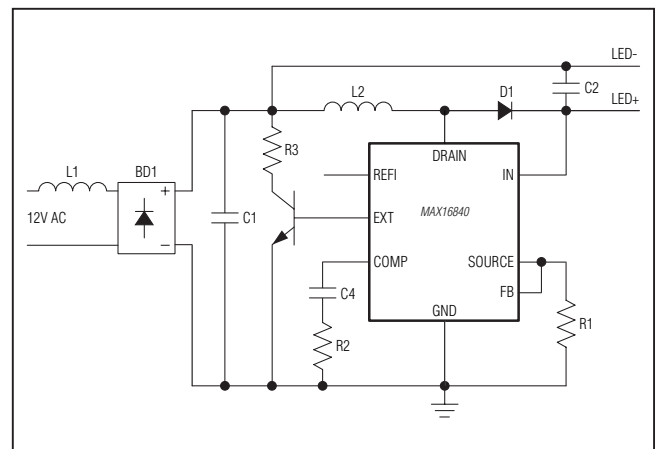 LED-
L2
D1
C2
LED+
R3
DRAIN
L1
BD1
REFI
IN
+
MAX16840
12V AC
C1
EXT
–
COMP
SOURCE
C4
FB
GND
R1
R2